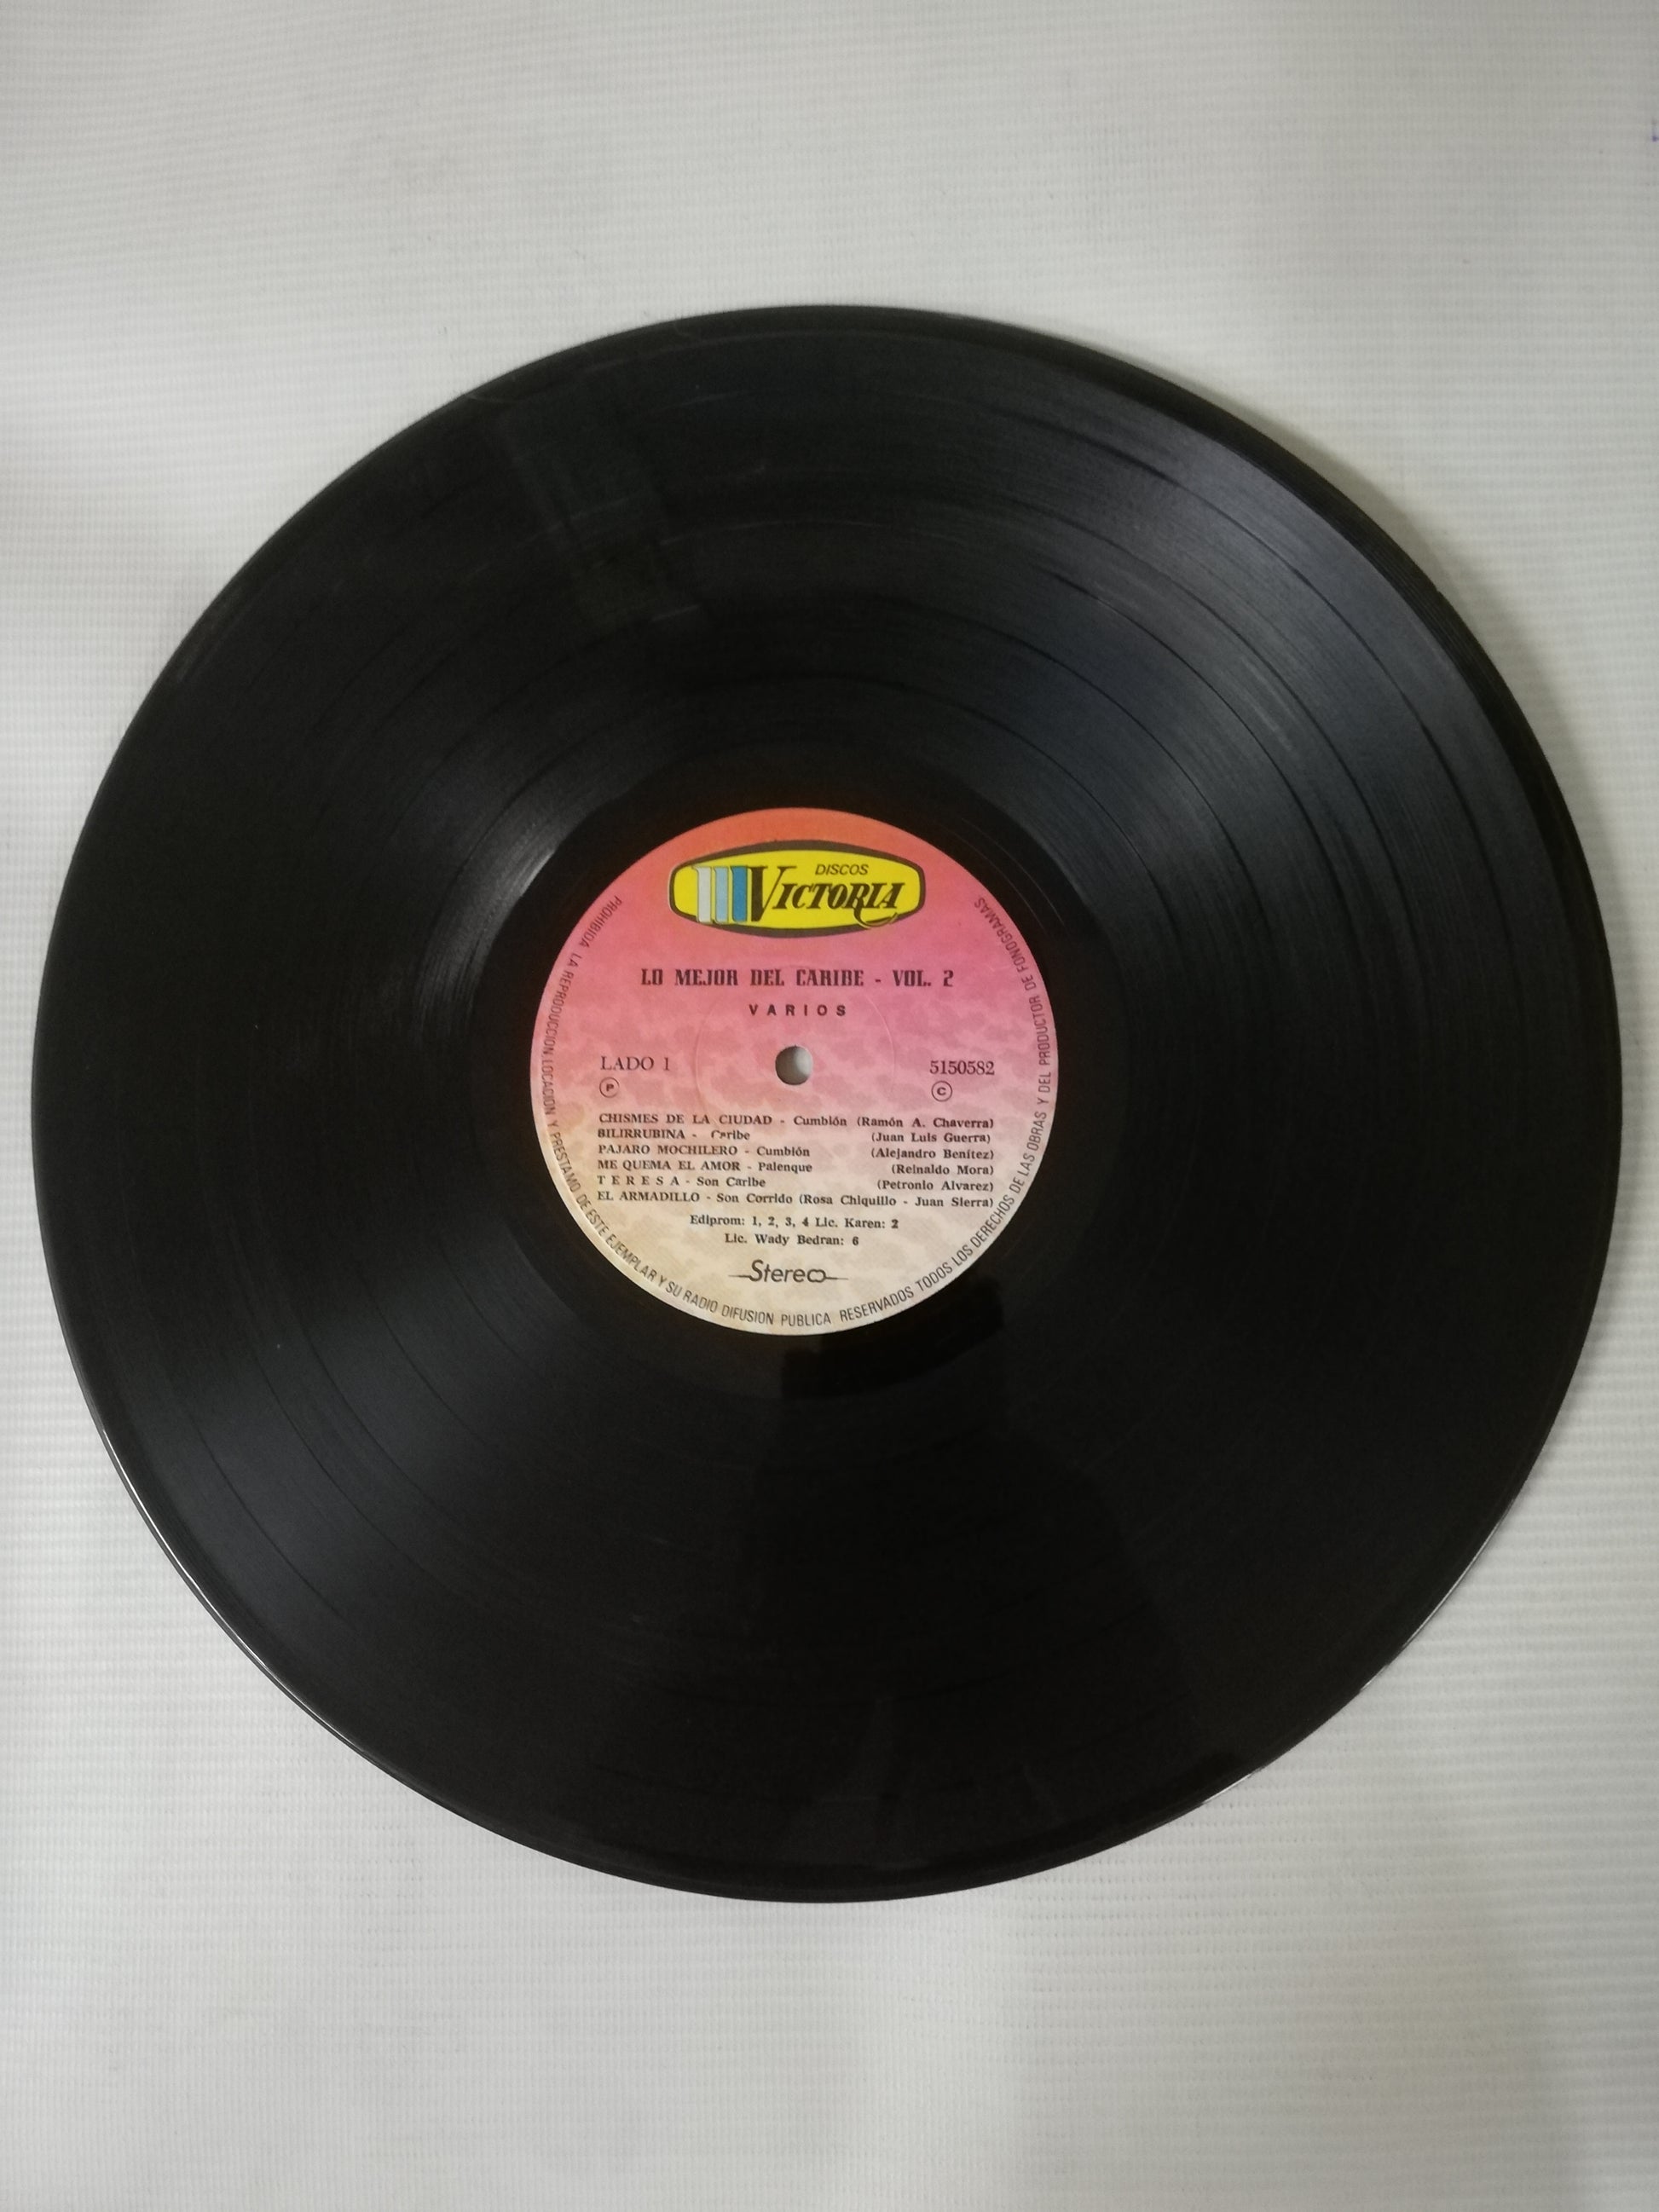 DISCOS
VICTORIA
LO MEJOR DEL CARIBE - VOL. 2
VARIOS
LADO 1 5150582
P C
CHISMES DE LA CIUDAD - Cumbión (Ramón A. Chaverra)
BILIRRUBINA - Caribe (Juan Luis Guerra)
PAJARO MOCHILERO - Cumbión (Alejandro Benítez)
ME QUEMA EL AMOR - Palenque (Reinaldo Mora)
T E R E S A - Son Caribe (Petronio Alvarez)
EL ARMADILLO - Son Corrido (Rosa Chiquillo - Juan Sierra)
Ediprom: 1, 2, 3, 4 Lic. Karen: 2
Lic. Wady Bedran: 6
Stereo
PROHIBIDA LA REPRODUCCION LOCACION Y PRESTAMO DE ESTE EJEMPLAR Y SU RADIO DIFUSION PUBLICA RESERVADOS TODOS LOS DERECHOS DE LAS OBRAS Y DEL PRODUCTOR DE FONOGRAMAS